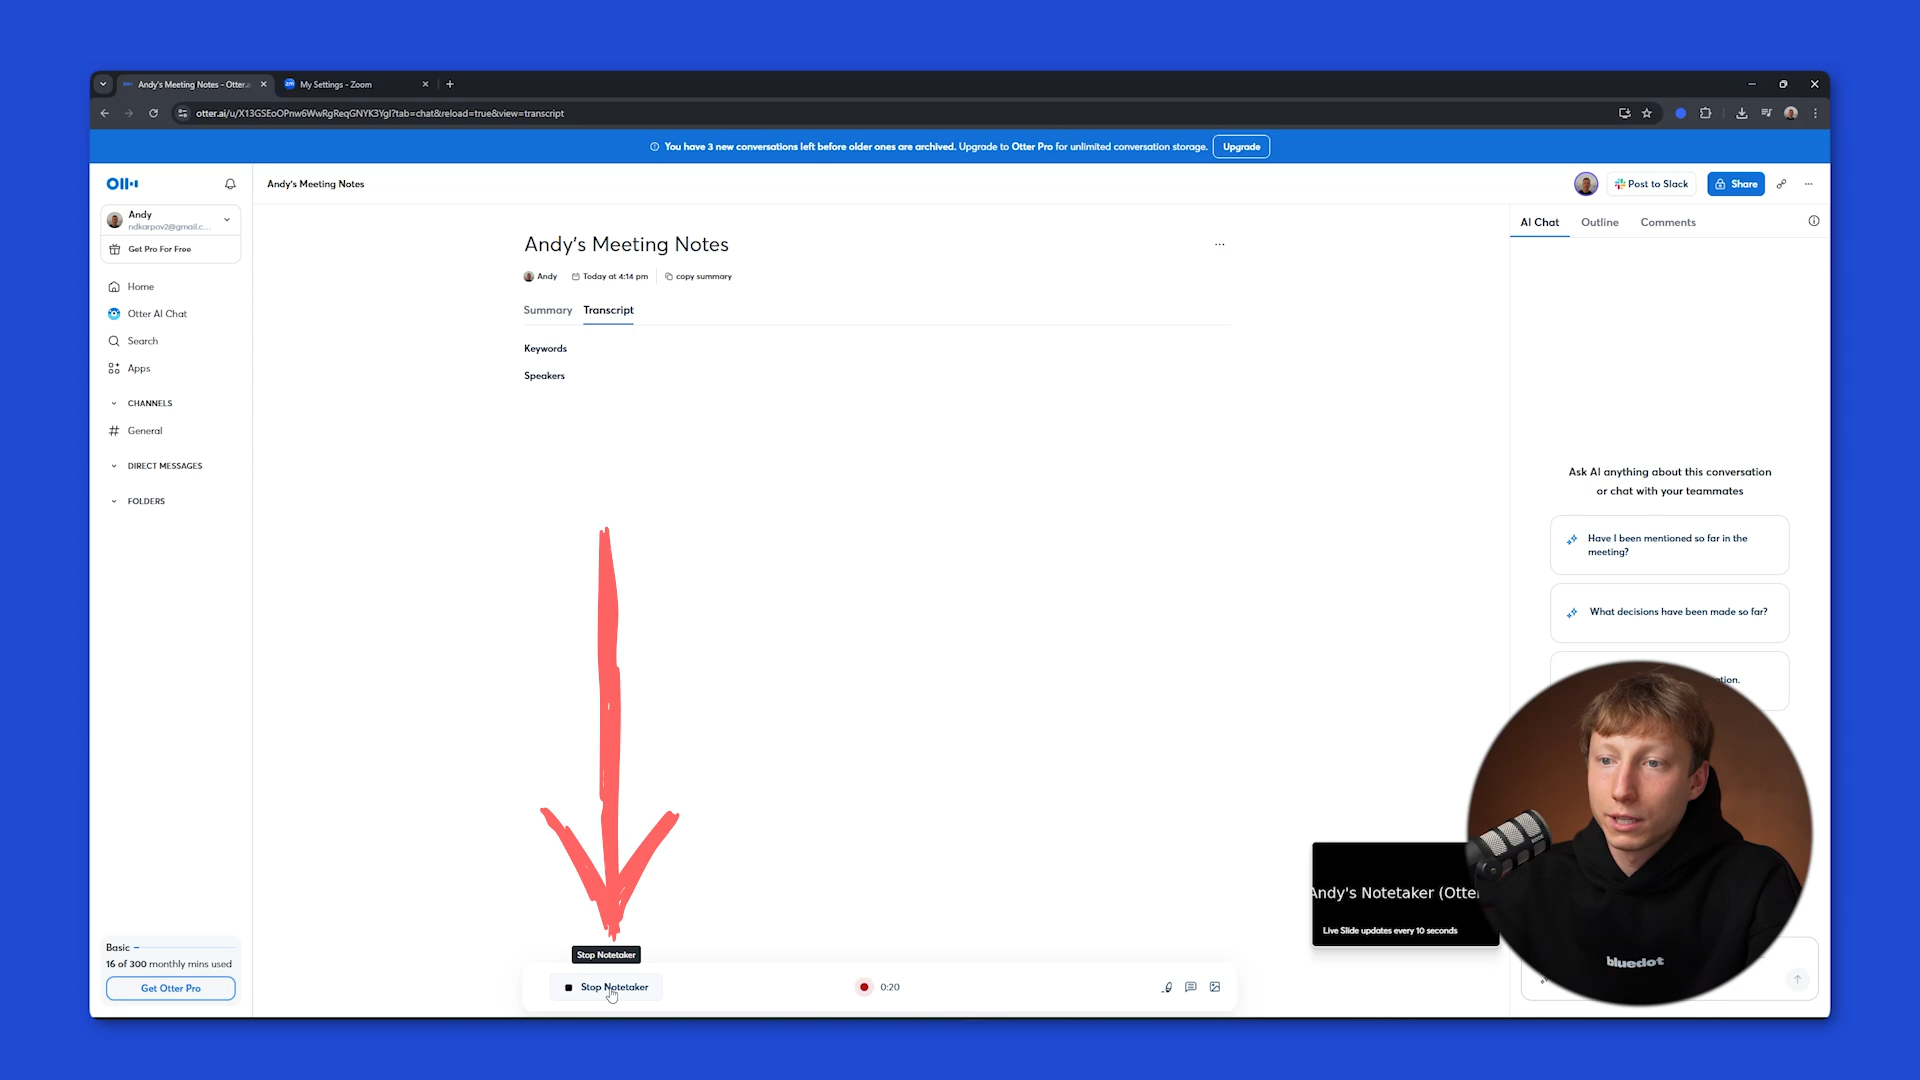 Andy's Meeting Notes - Otter.a
My Settings - Zoom
otter.ai/u/X13GSEoOPnw6WwRgReqGNYK3YgI?tab=chat&reload=true&view=transcript
You have 3 new conversations left before older ones are archived. Upgrade to Otter Pro for unlimited conversation storage.
Upgrade
Andy's Meeting Notes
Post to Slack
Share
Andy
ndkarpov2@gmail.c...
Get Pro For Free
Home
Otter AI Chat
Search
Apps
CHANNELS
General
DIRECT MESSAGES
FOLDERS
Basic
16 of 300 monthly mins used
Get Otter Pro
Andy's Meeting Notes
Andy
Today at 4:14 pm
copy summary
Summary
Transcript
Keywords
Speakers
Stop Notetaker
Stop Notetaker
0:20
AI Chat
Outline
Comments
Ask AI anything about this conversation
or chat with your teammates
Have I been mentioned so far in the
meeting?
What decisions have been made so far?
Andy's Notetaker (Otte
Live Slide updates every 10 seconds
bluedot